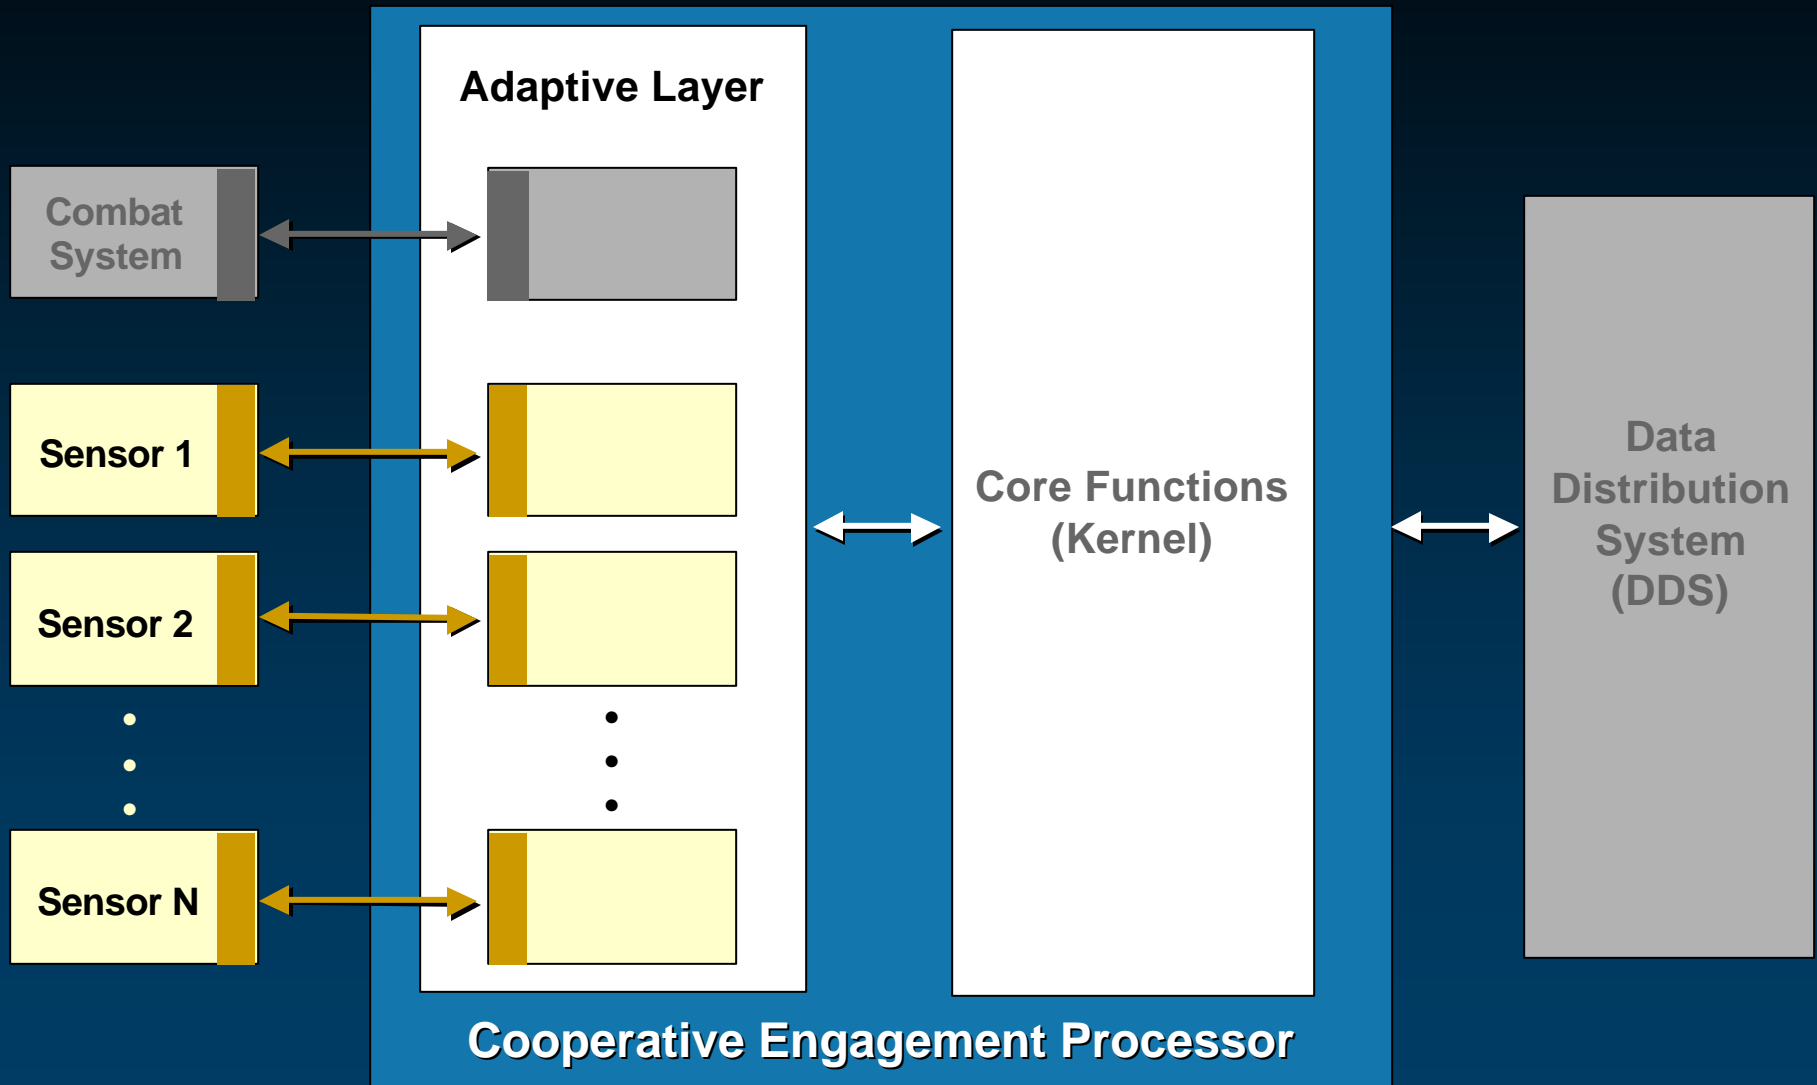 Adaptive Layer
Combat
System
Sensor 1
Sensor 2
Sensor N
Core Functions
(Kernel)
Data
Distribution
System
(DDS)
Cooperative Engagement Processor